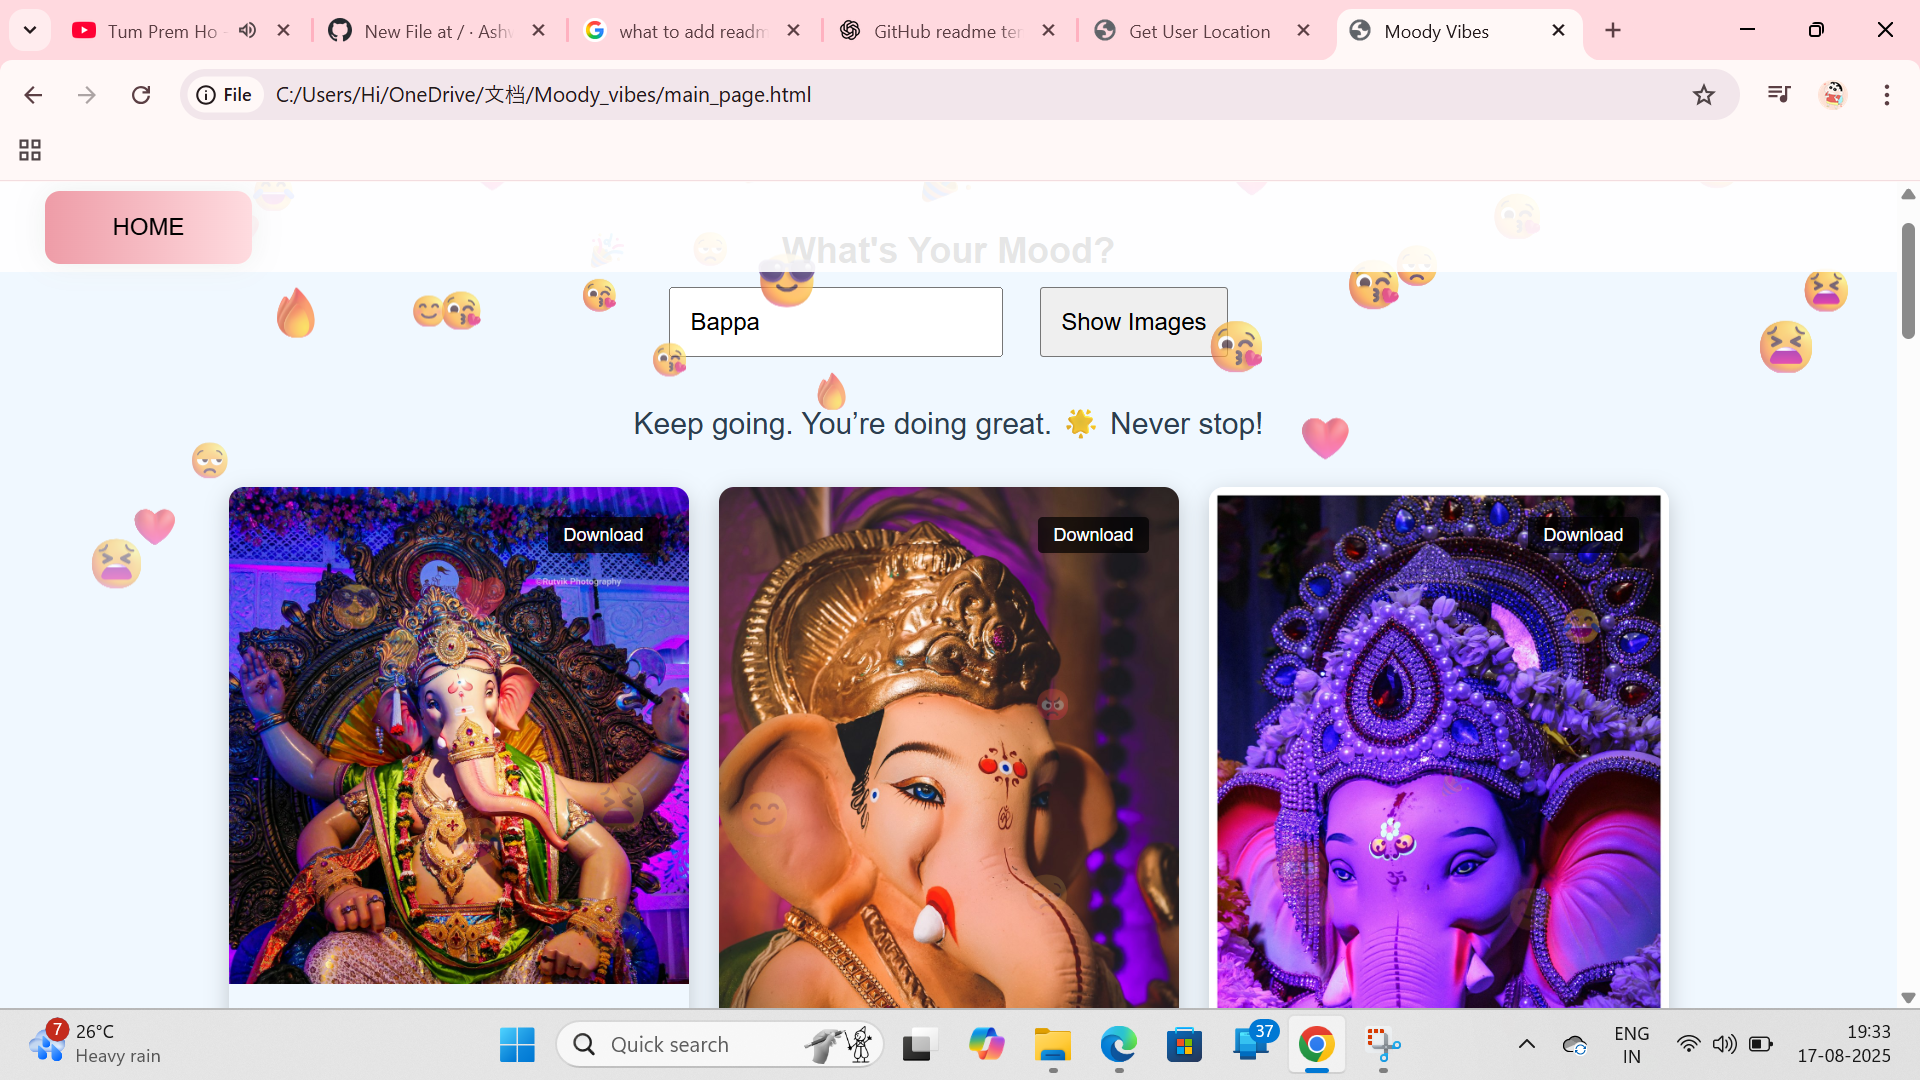 Tum Prem Ho -
New File at / · Ash
what to add readm
GitHub readme ter
Get User Location
Moody Vibes
File
C:/Users/Hi/OneDrive/文档/Moody_vibes/main_page.html
HOME
What's Your Mood?
Bappa
Show Images
Keep going. You’re doing great. 🌟 Never stop!
Download
Download
Download
©Rutvik Photography
7
26°C
Heavy rain
Quick search
37
ENG
IN
19:33
17-08-2025